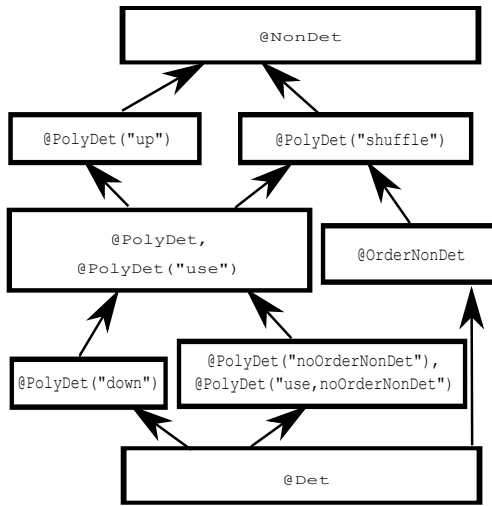 @NonDet
@PolyDet("up")
@PolyDet("shuffle")
@PolyDet,
@PolyDet("use")
@OrderNonDet
@PolyDet("down")
@PolyDet("noOrderNonDet"),
@PolyDet("use,noOrderNonDet")
@Det